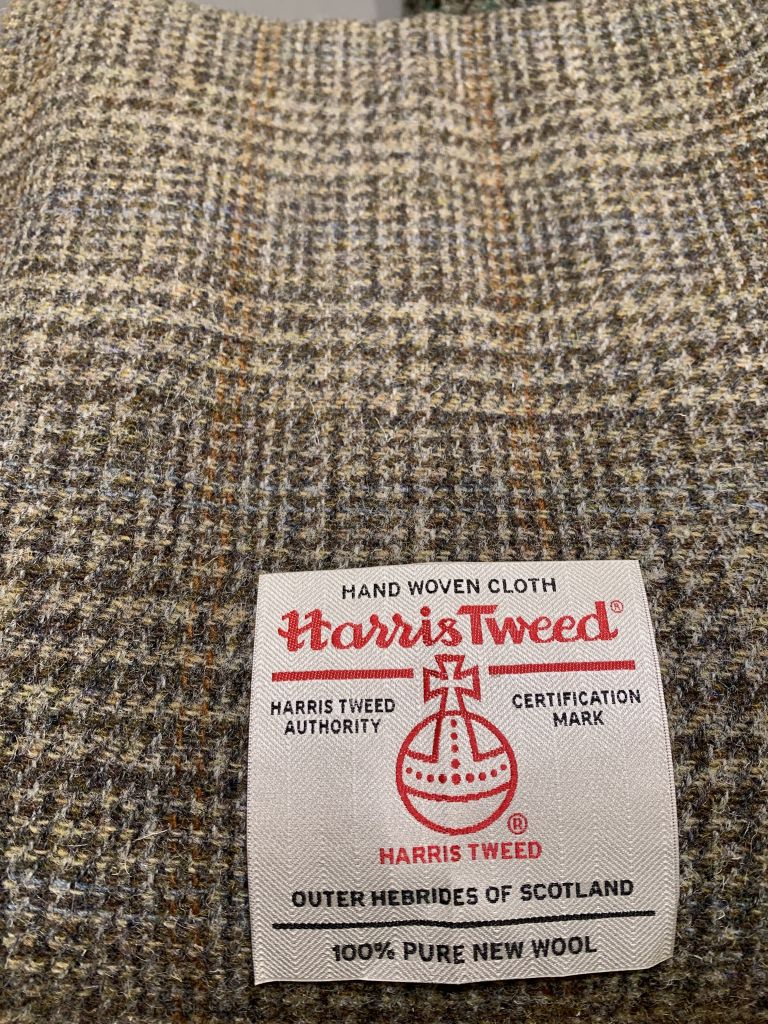 HAND WOVEN CLOTH
Harris Tweed®
HARRIS TWEED
AUTHORITY
CERTIFICATION
MARK
®
HARRIS TWEED
OUTER HEBRIDES OF SCOTLAND
100% PURE NEW WOOL